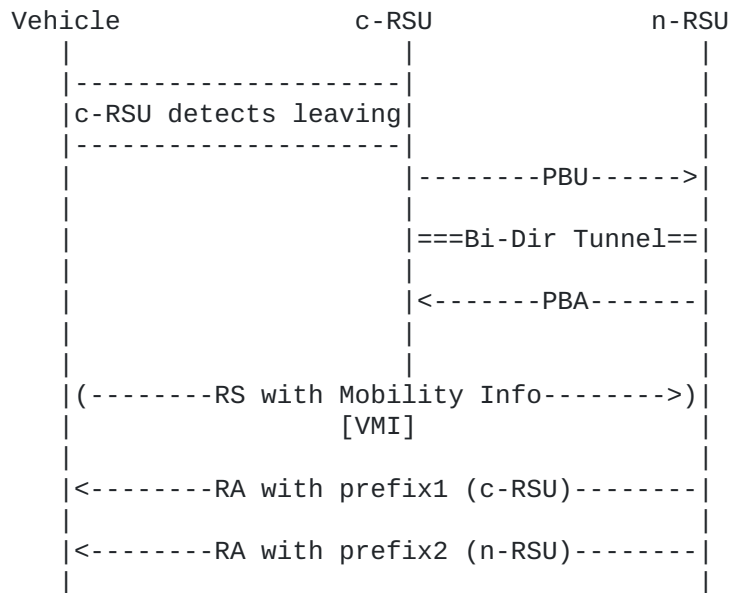 Vehicle c-RSU n-RSU
c-RSU detects leaving
PBU
Bi-Dir Tunnel
PBA
RS with Mobility Info
[VMI]
RA with prefix1 (c-RSU)
RA with prefix2 (n-RSU)